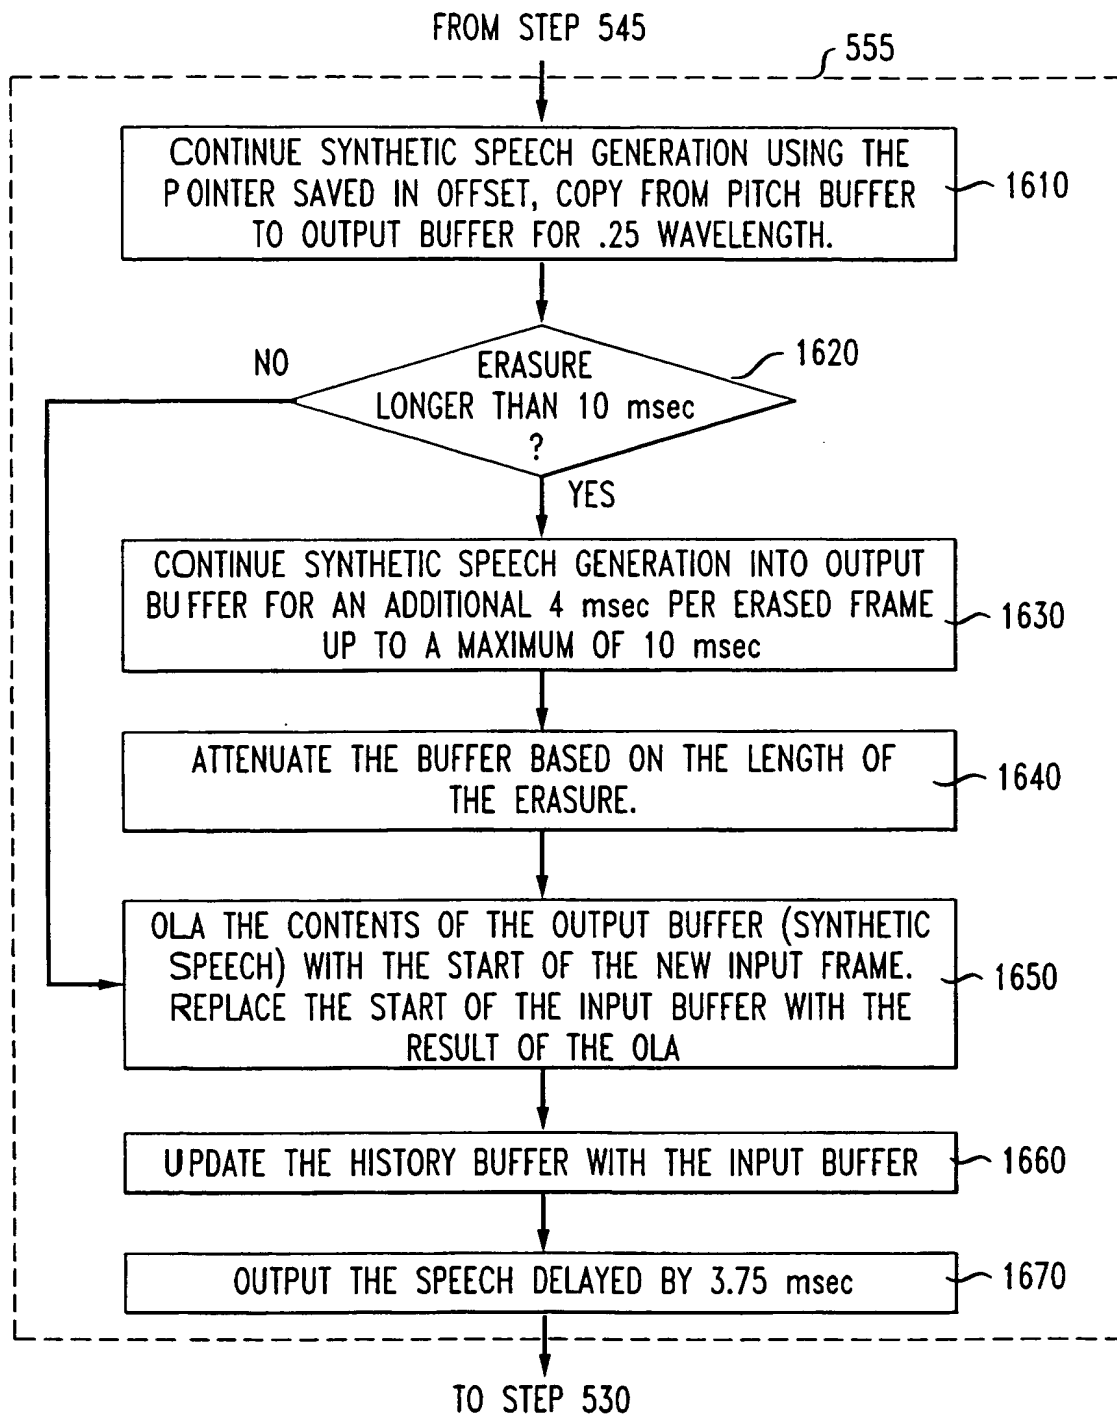 FROM STEP 545
555
CONTINUE SYNTHETIC SPEECH GENERATION USING THE
POINTER SAVED IN OFFSET, COPY FROM PITCH BUFFER
TO OUTPUT BUFFER FOR .25 WAVELENGTH.
1610
NO
ERASURE
LONGER THAN 10 msec
?
1620
YES
CONTINUE SYNTHETIC SPEECH GENERATION INTO OUTPUT
BUFFER FOR AN ADDITIONAL 4 msec PER ERASED FRAME
UP TO A MAXIMUM OF 10 msec
1630
ATTENUATE THE BUFFER BASED ON THE LENGTH OF
THE ERASURE.
1640
OLA THE CONTENTS OF THE OUTPUT BUFFER (SYNTHETIC
SPEECH) WITH THE START OF THE NEW INPUT FRAME.
REPLACE THE START OF THE INPUT BUFFER WITH THE
RESULT OF THE OLA
1650
UPDATE THE HISTORY BUFFER WITH THE INPUT BUFFER
1660
OUTPUT THE SPEECH DELAYED BY 3.75 msec
1670
TO STEP 530